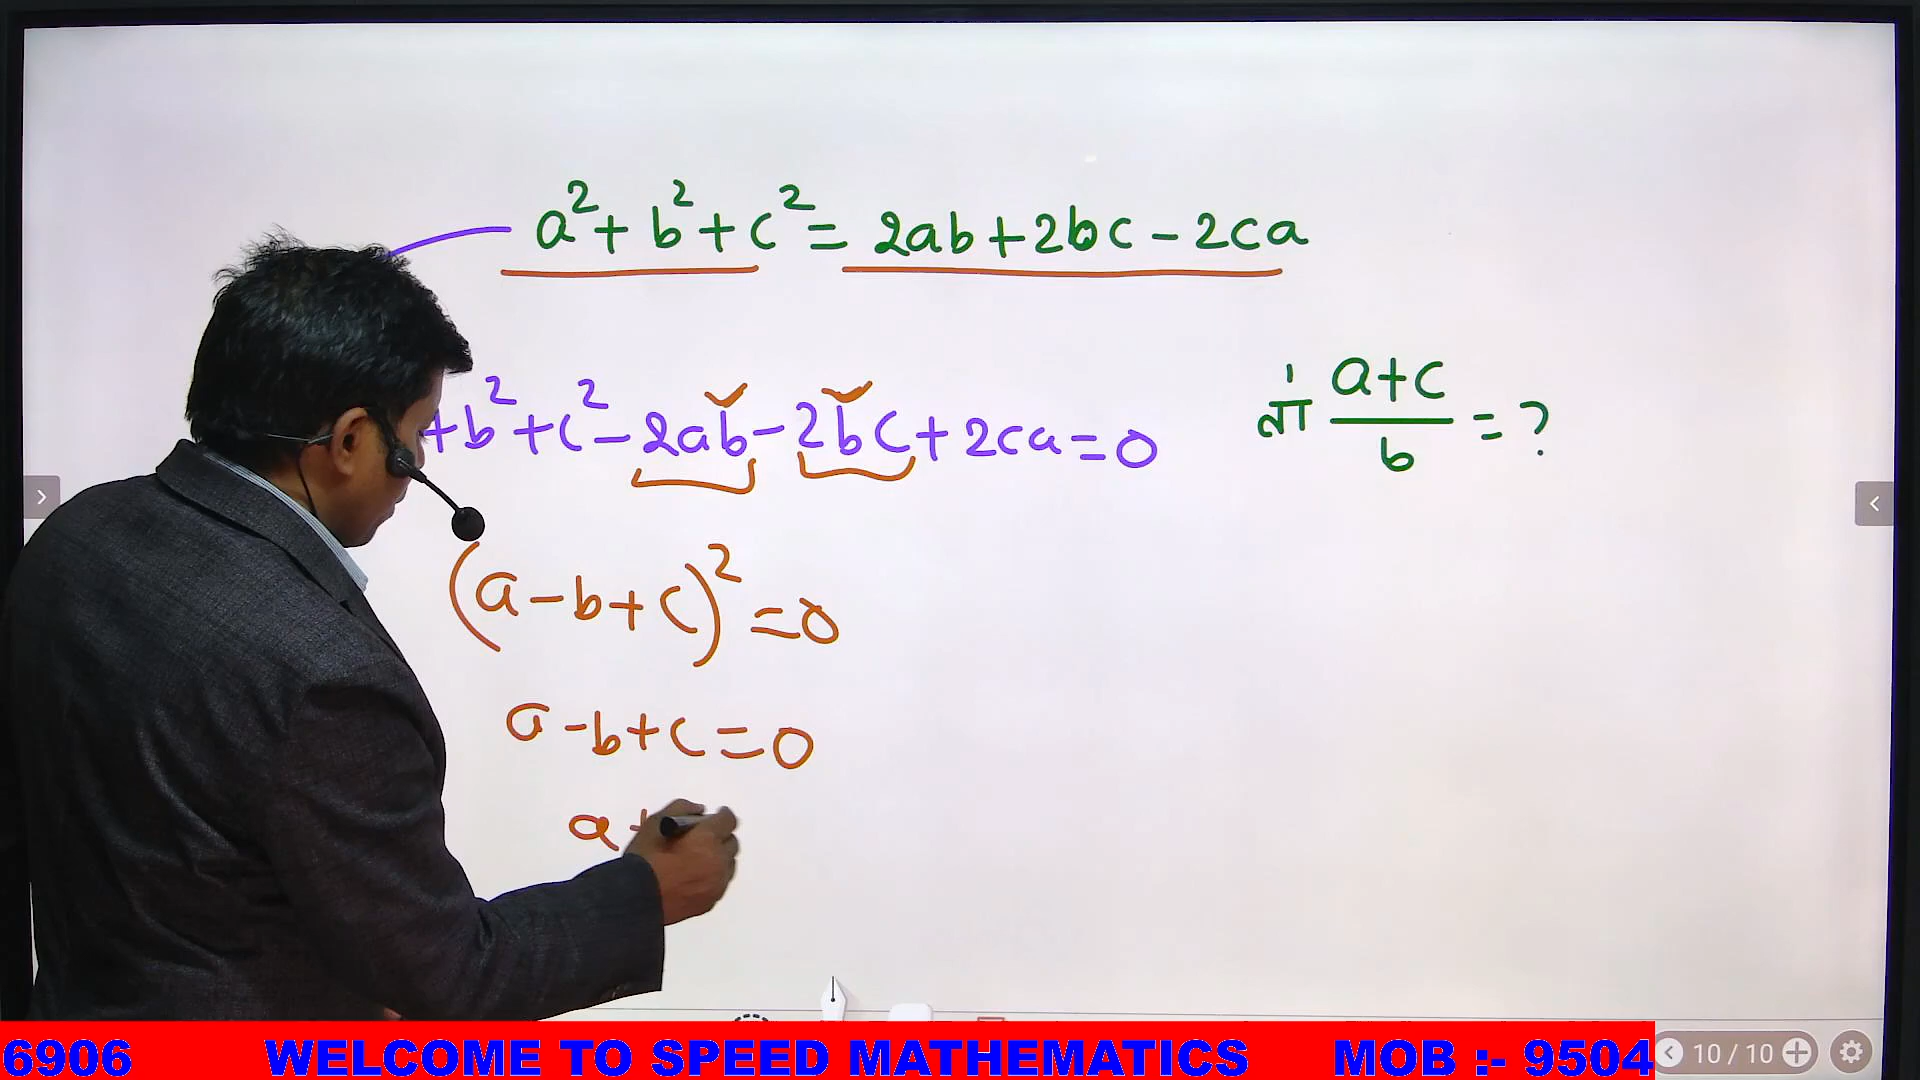 a² + b² + c² = 2ab + 2bc - 2ca
+ b² + c² - 2ab - 2bc + 2ca = 0
तो (a+c)/b = ?
(a - b + c)² = 0
a - b + c = 0
a +
6906 WELCOME TO SPEED MATHEMATICS MOB :- 9504
10 / 10